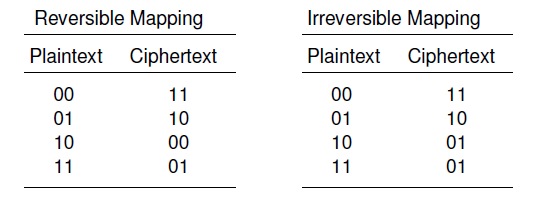 Reversible Mapping Irreversible Mapping
Plaintext Ciphertext Plaintext Ciphertext
00 11 00 11
01 10 01 10
10 00 10 01
11 01 11 01